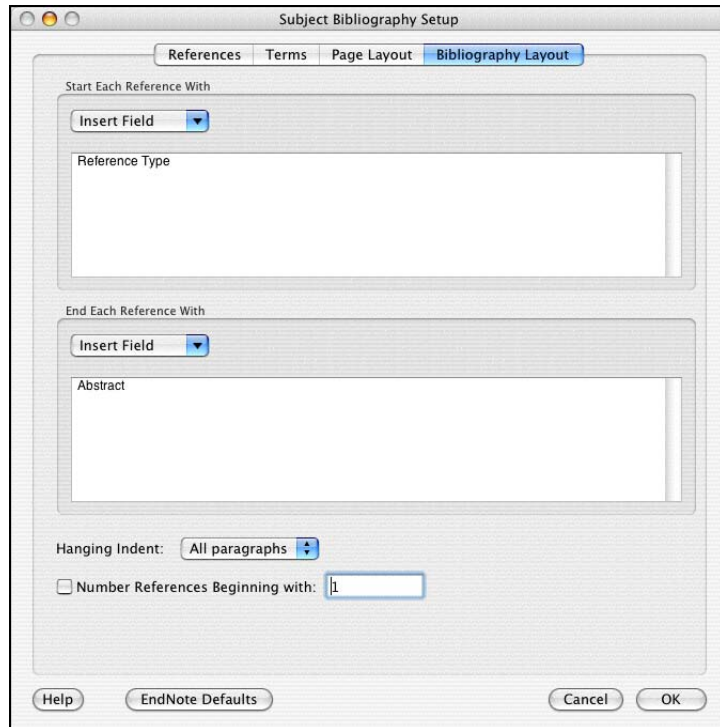 Subject Bibliography Setup
References Terms Page Layout Bibliography Layout
Start Each Reference With
Insert Field
Reference Type
End Each Reference With
Insert Field
Abstract
Hanging Indent: All paragraphs
Number References Beginning with: 1
Help EndNote Defaults Cancel OK